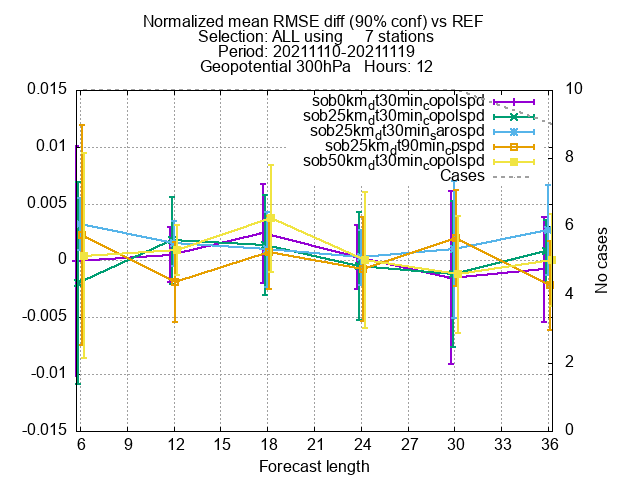 Normalized mean RMSE diff (90% conf) vs REF
Selection: ALL using 7 stations
Period: 20211110-20211119
Geopotential 300hPa Hours: 12
sob0km_dt30min_copolspd
sob25km_dt30min_copolspd
sob25km_dt30min_sarospd
sob25km_dt90min_cpspd
sob50km_dt30min_copolspd
Cases
0.015
0.01
0.005
0
-0.005
-0.01
-0.015
10
8
6
4
2
0
No cases
6 9 12 15 18 21 24 27 30 33 36
Forecast length